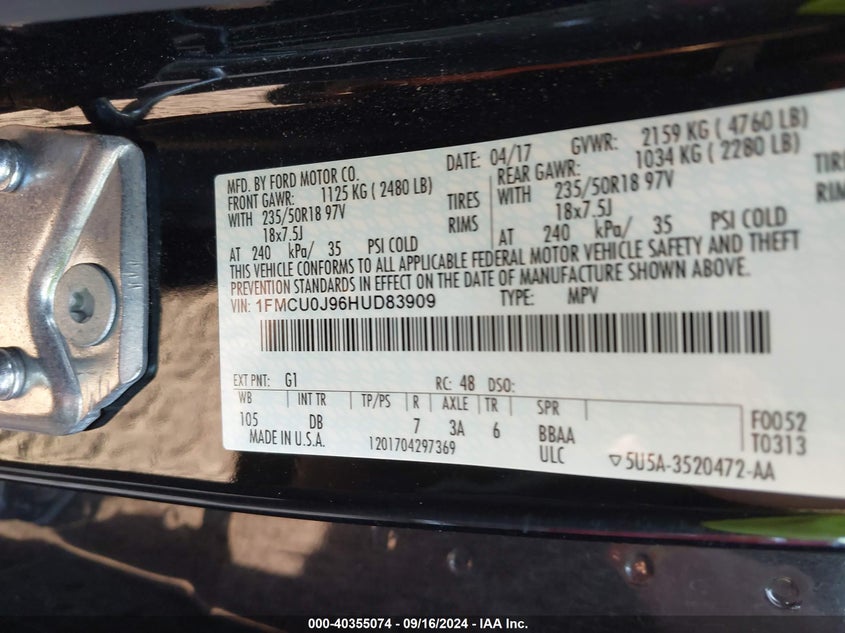 MFD. BY FORD MOTOR CO.
DATE: 04/17 GVWR: 2159 KG ( 4760 LB)
FRONT GAWR: 1125 KG ( 2480 LB)
REAR GAWR: 1034 KG ( 2280 LB)
WITH 235/50R18 97V TIRES
WITH 235/50R18 97V TIRE
18x7.5J RIMS
18x7.5J RIM
AT 240 kPa/ 35 PSI COLD
AT 240 kPa/ 35 PSI COLD
THIS VEHICLE CONFORMS TO ALL APPLICABLE FEDERAL MOTOR VEHICLE SAFETY AND THEFT
PREVENTION STANDARDS IN EFFECT ON THE DATE OF MANUFACTURE SHOWN ABOVE.
VIN: 1FMCU0J96HUD83909 TYPE: MPV
EXT PNT: G1 RC: 48 DSO:
WB INT TR TP/PS R AXLE TR SPR
105 DB 7 3A 6 BBAA F0052
MADE IN U.S.A. 1201704297369 ULC T0313
▽5U5A-3520472-AA
000-40355074 - 09/16/2024 - IAA Inc.